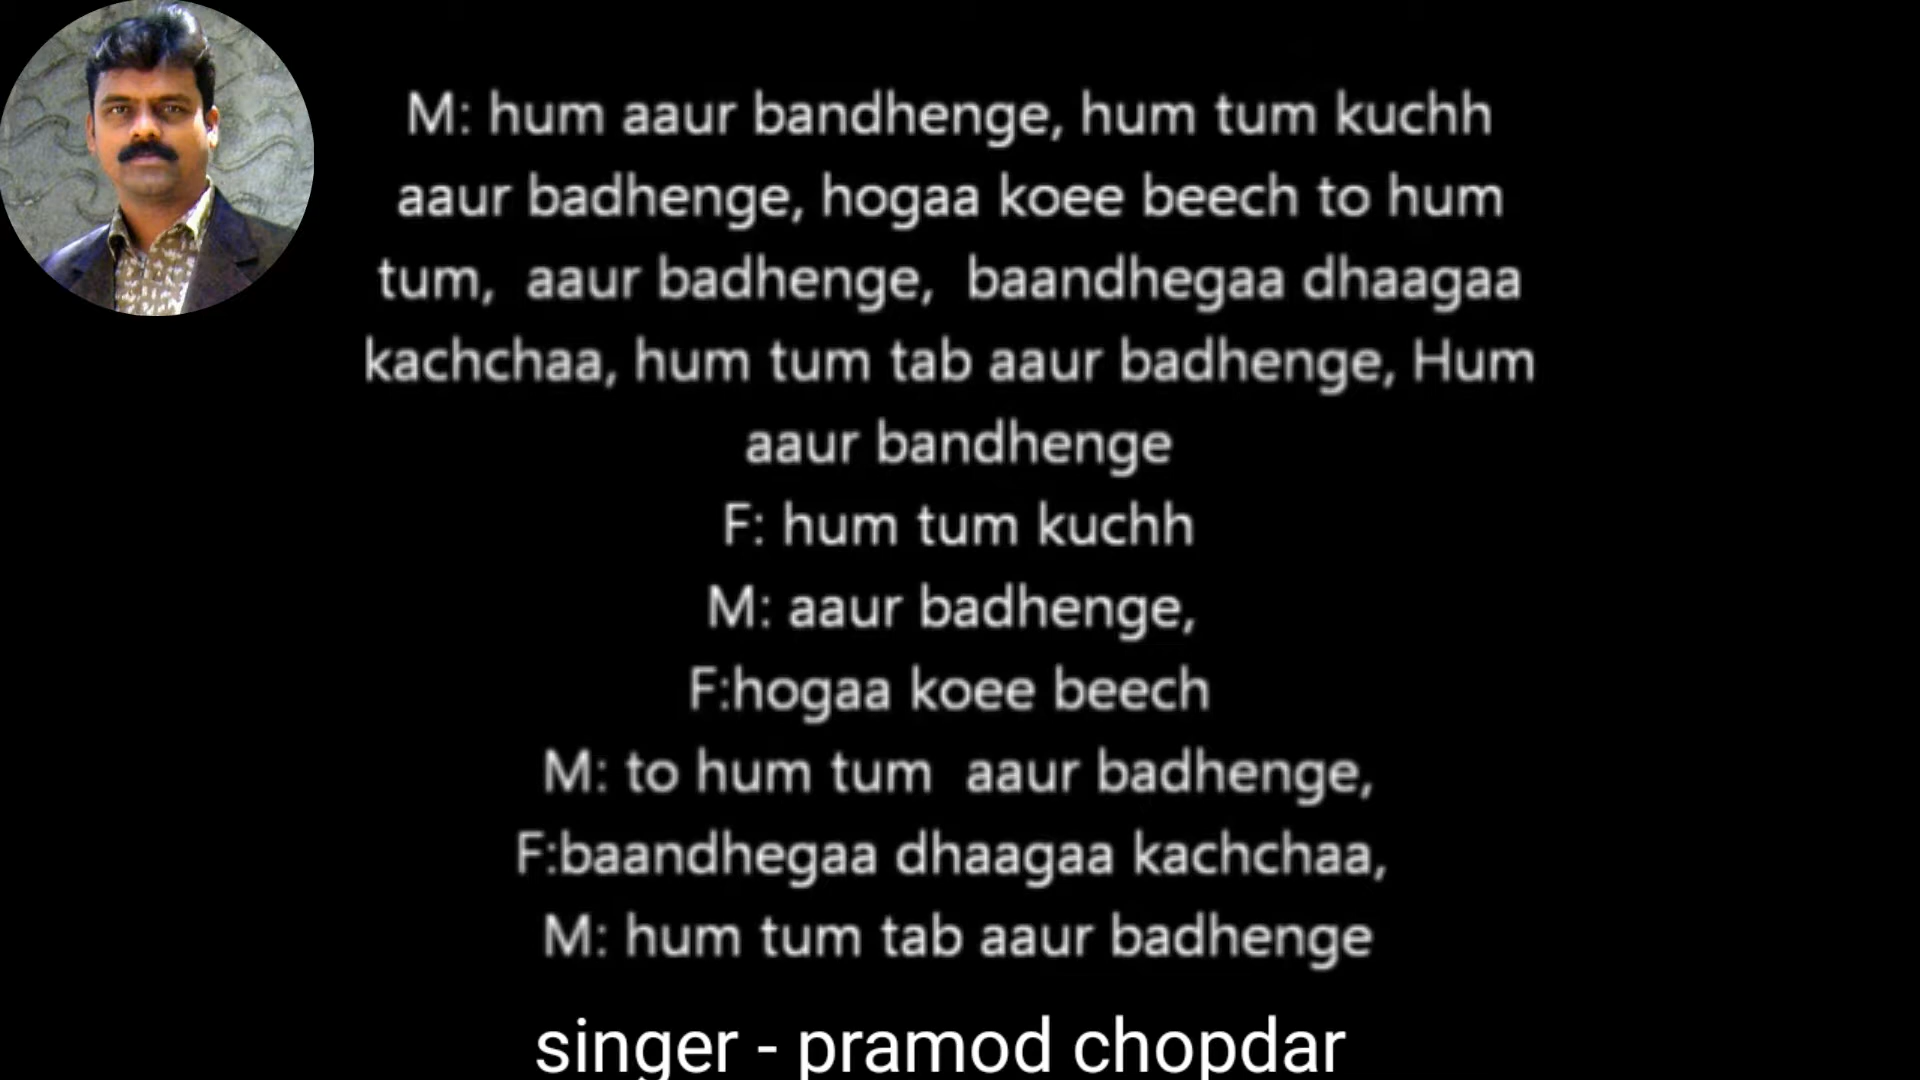 M: hum aaur bandhenge, hum tum kuchh
aaur badhenge, hogaa koee beech to hum
tum,  aaur badhenge,  baandhegaa dhaagaa
kachchaa, hum tum tab aaur badhenge, Hum
aaur bandhenge
F: hum tum kuchh
M: aaur badhenge,
F:hogaa koee beech
M: to hum tum  aaur badhenge,
F:baandhegaa dhaagaa kachchaa,
M: hum tum tab aaur badhenge
singer - pramod chopdar